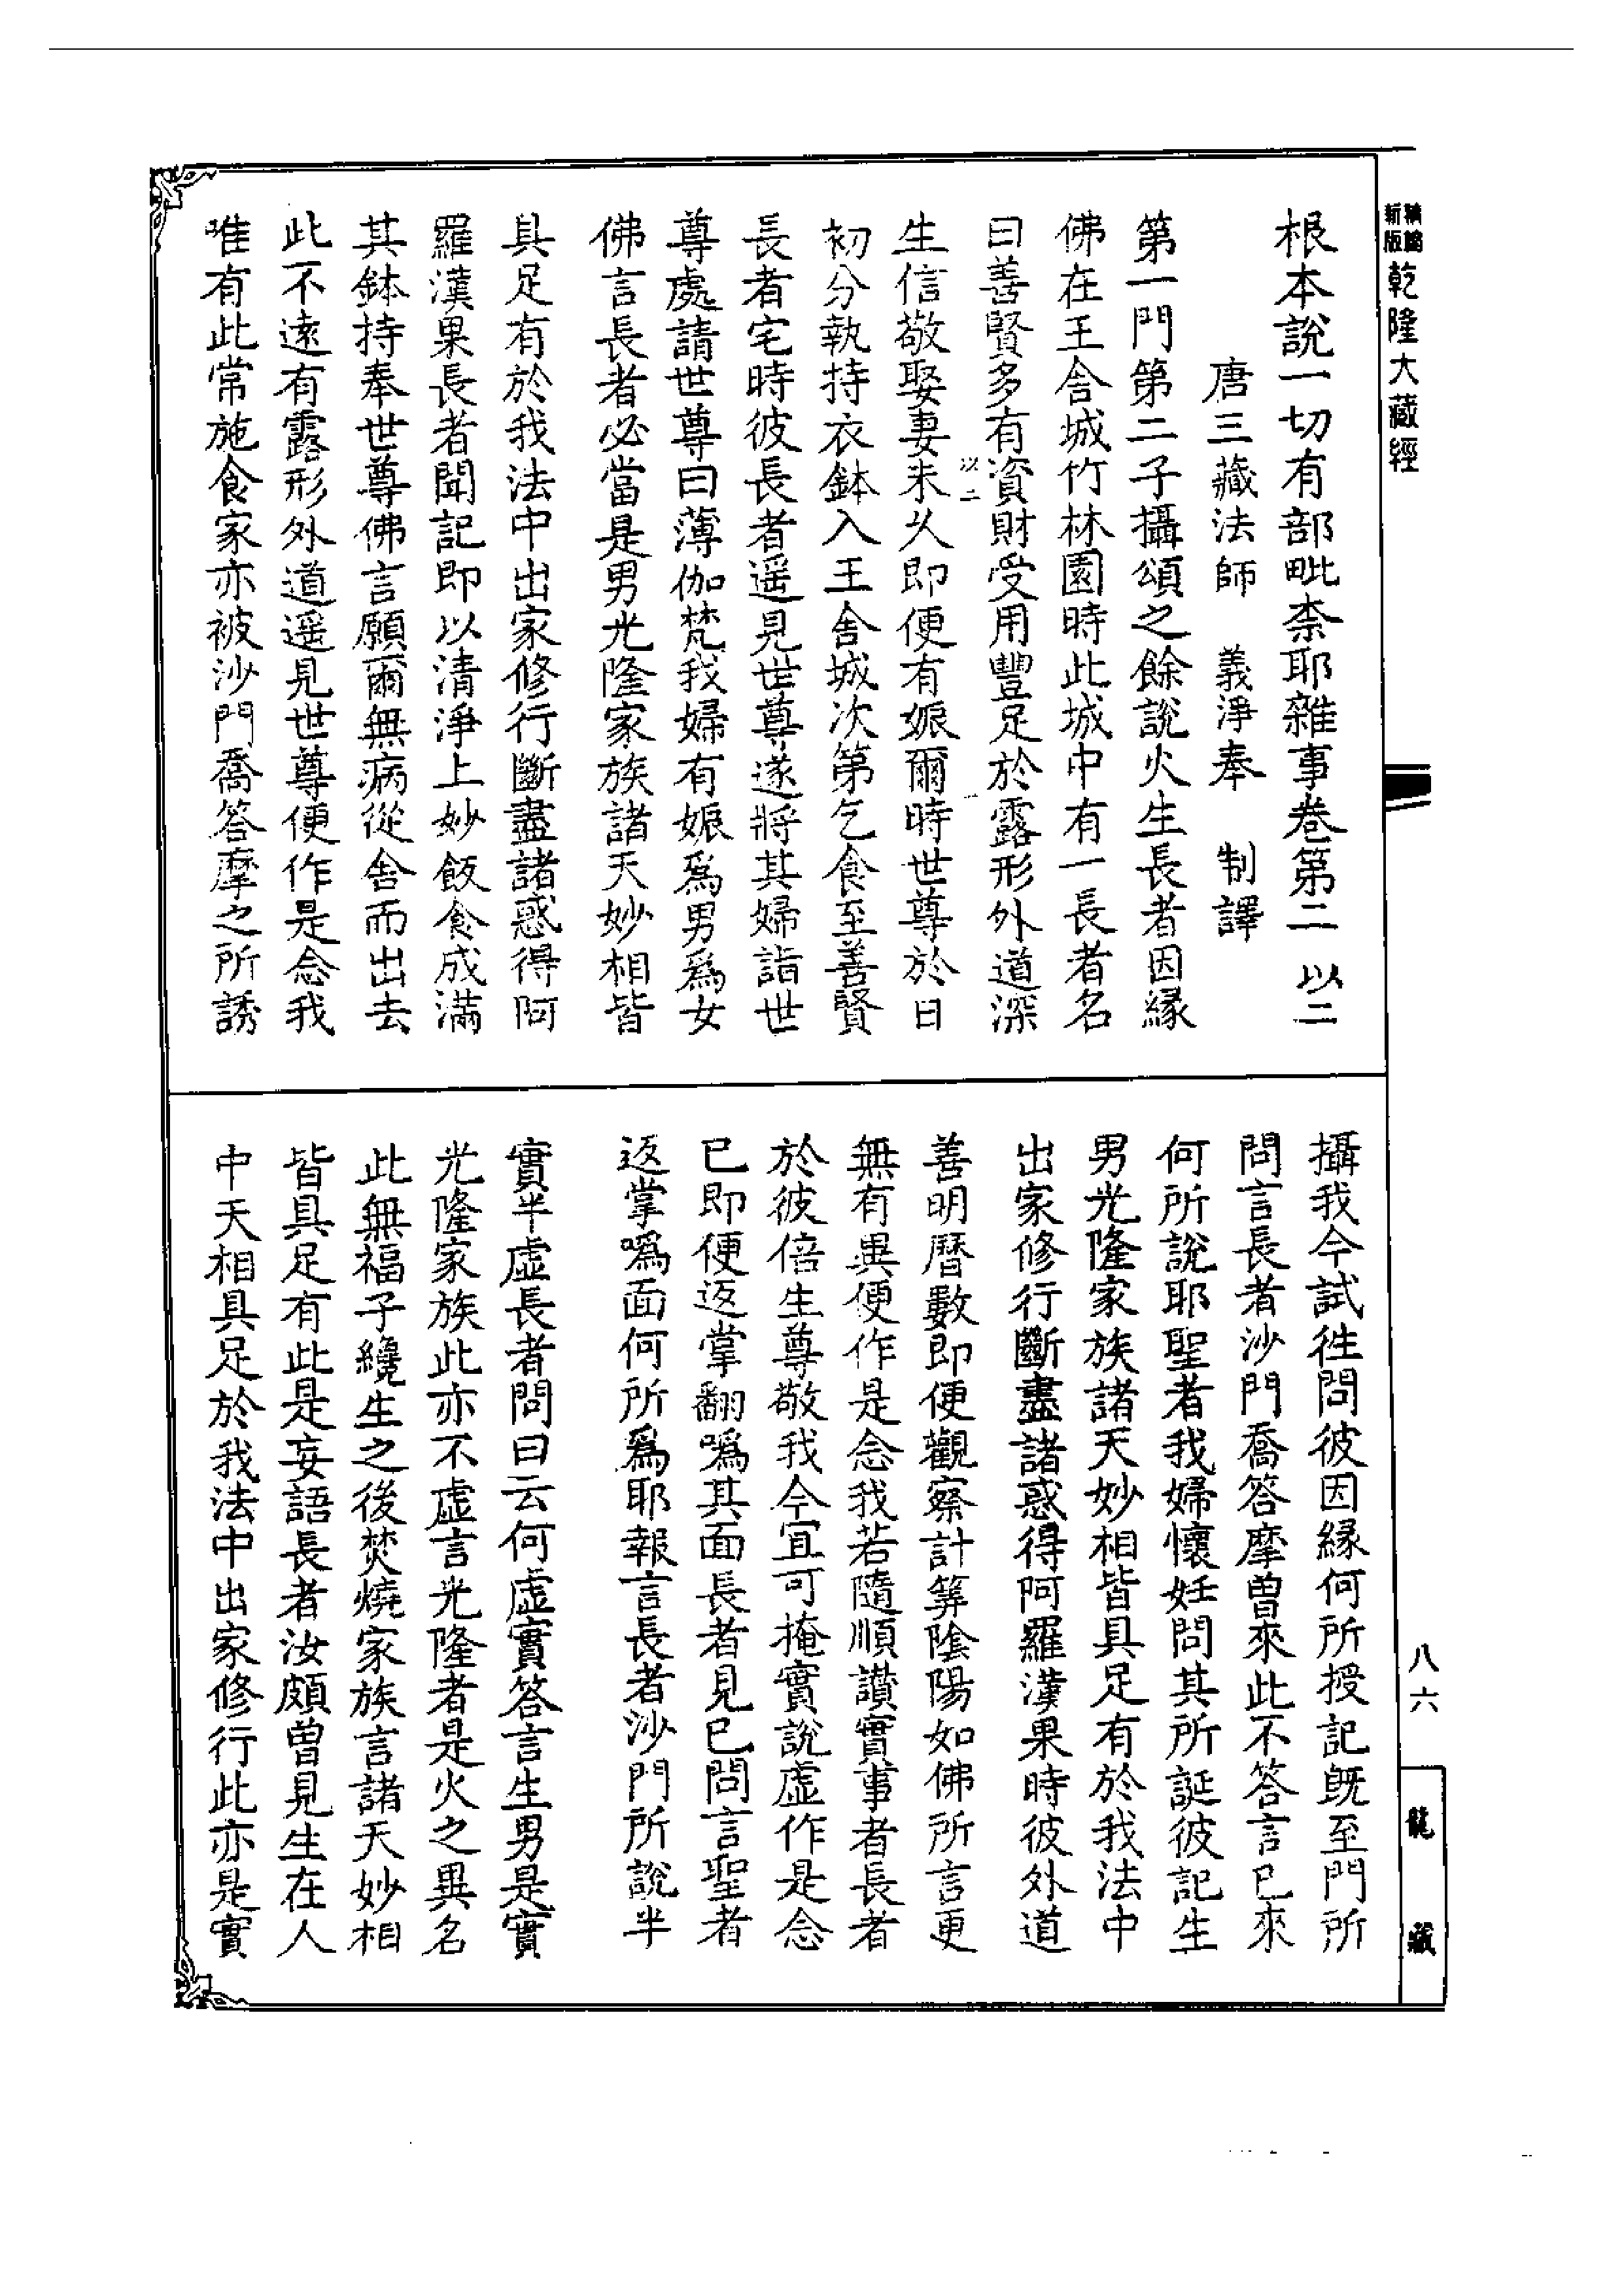 乾隆大藏經
根本說一切有部毗柰耶雜事卷第二 以二
唐三藏法師 義淨奉 制譯
第一門第二子攝頌之餘說火生長者因緣
佛在王舍城竹林園時此城中有一長者名
曰善賢多有資財受用豐足於露形外道深
以二 一
生信敬娶妻未久即便有娠爾時世尊於日
初分執持衣鉢入王舍城次第乞食至善賢
長者宅時彼長者遥見世尊遂將其婦詣世
尊處請世尊曰薄伽梵我婦有娠爲男爲女
佛言長者必當是男光隆家族諸天妙相皆
具足有於我法中出家修行斷盡諸惑得阿
羅漢果長者聞記即以清淨上妙飯食成滿
其鉢持奉世尊佛言願爾無病從舍而出去
此不遠有露形外道遥見世尊便作是念我
唯有此常施食家亦被沙門喬答摩之所誘
攝我今試往問彼因緣何所授記既至門所
問言長者沙門喬答摩曾來此不答言已來
何所說耶聖者我婦懷妊問其所誕彼記生
男光隆家族諸天妙相皆具足有於我法中
出家修行斷盡諸惑得阿羅漢果時彼外道
善明曆數即便觀察計筭陰陽如佛所言更
無有異便作是念我若隨順讚實事者長者
於彼倍生尊敬我今宜可掩實說虛作是念
已即便返掌翻喎其面長者見已問言聖者
返掌喎面何所爲耶報言長者沙門所說半
實半虛長者問曰云何虛實答言生男是實
光隆家族此亦不虛言光隆者是火之異名
此無福子纔生之後焚燒家族言諸天妙相
皆具足有此是妄語長者汝頗曾見生在人
中天相具足於我法中出家修行此亦是實
八六
龍藏